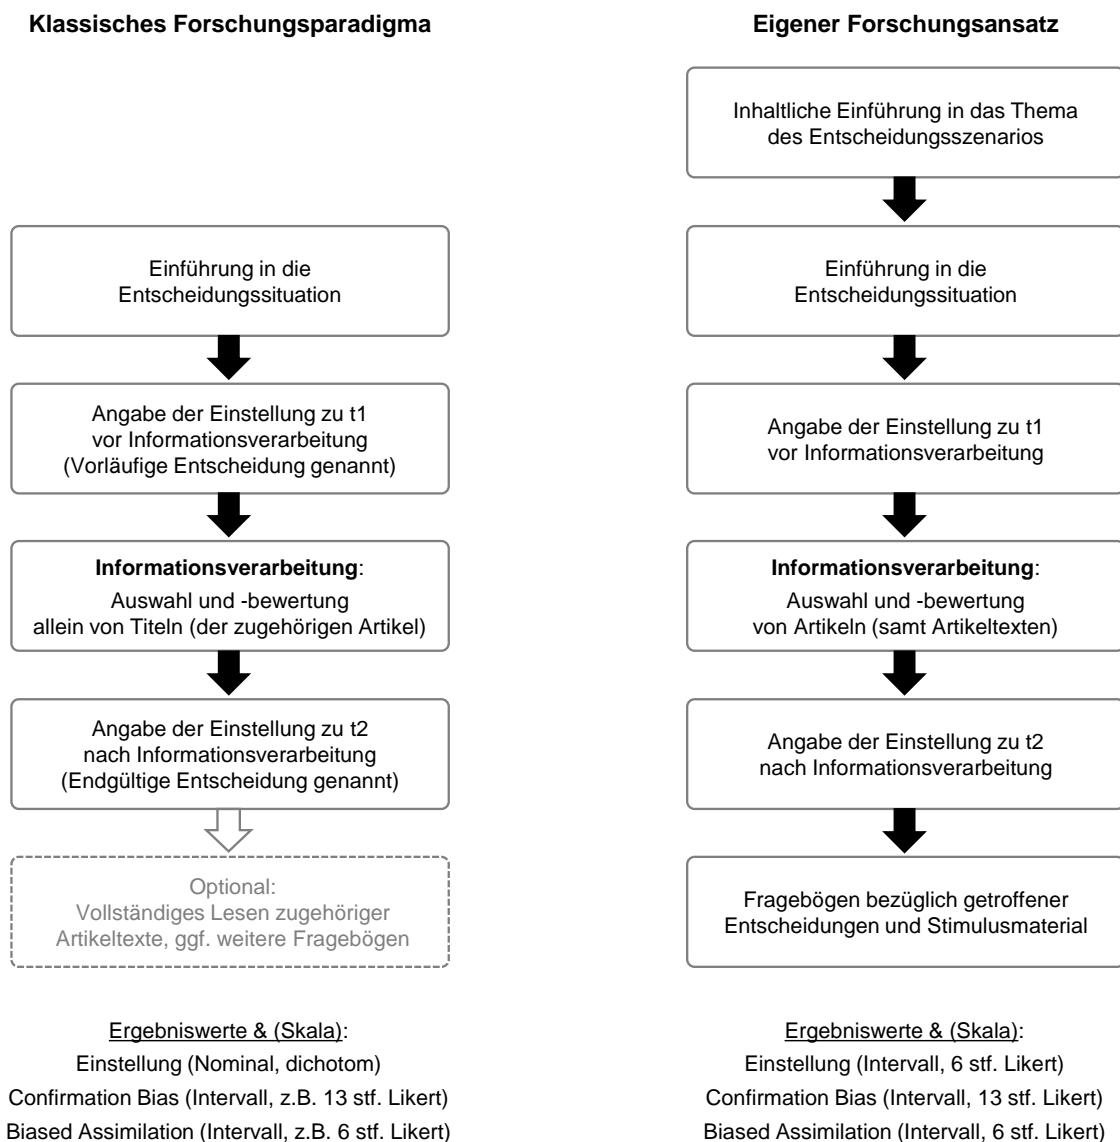 Klassisches Forschungsparadigma
Einführung in die
Entscheidungssituation
Angabe der Einstellung zu t1
vor Informationsverarbeitung
(Vorläufige Entscheidung genannt)
Informationsverarbeitung:
Auswahl und -bewertung
allein von Titeln (der zugehörigen Artikel)
Angabe der Einstellung zu t2
nach Informationsverarbeitung
(Endgültige Entscheidung genannt)
Optional:
Vollständiges Lesen zugehöriger
Artikeltexte, ggf. weitere Fragebögen
Ergebniswerte & (Skala):
Einstellung (Nominal, dichotom)
Confirmation Bias (Intervall, z.B. 13 stf. Likert)
Biased Assimilation (Intervall, z.B. 6 stf. Likert)
Eigener Forschungsansatz
Inhaltliche Einführung in das Thema
des Entscheidungsszenarios
Einführung in die
Entscheidungssituation
Angabe der Einstellung zu t1
vor Informationsverarbeitung
Informationsverarbeitung:
Auswahl und -bewertung
von Artikeln (samt Artikeltexten)
Angabe der Einstellung zu t2
nach Informationsverarbeitung
Fragebögen bezüglich getroffener
Entscheidungen und Stimulusmaterial
Ergebniswerte & (Skala):
Einstellung (Intervall, 6 stf. Likert)
Confirmation Bias (Intervall, 13 stf. Likert)
Biased Assimilation (Intervall, 6 stf. Likert)